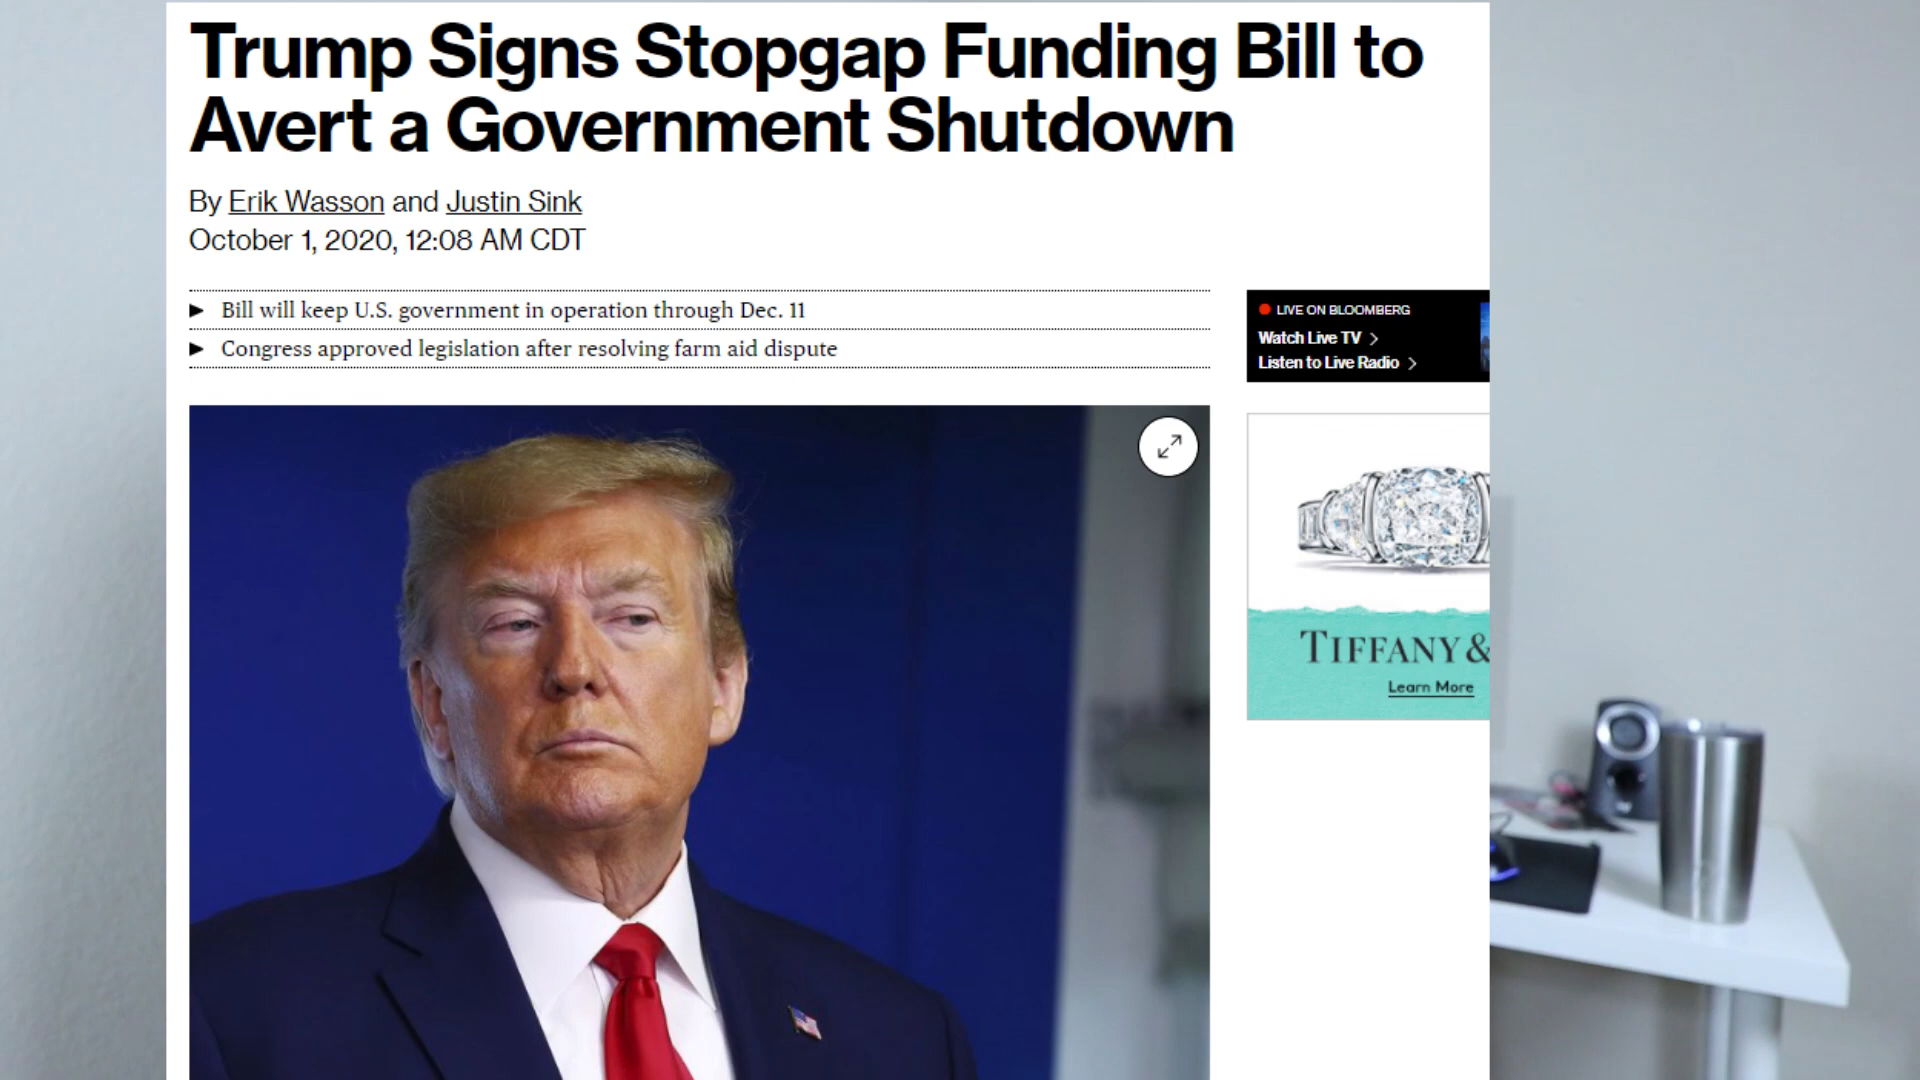 Trump Signs Stopgap Funding Bill to
Avert a Government Shutdown
By Erik Wasson and Justin Sink
October 1, 2020, 12:08 AM CDT
► Bill will keep U.S. government in operation through Dec. 11
► Congress approved legislation after resolving farm aid dispute
LIVE ON BLOOMBERG
Watch Live TV >
Listen to Live Radio >
TIFFANY &
Learn More